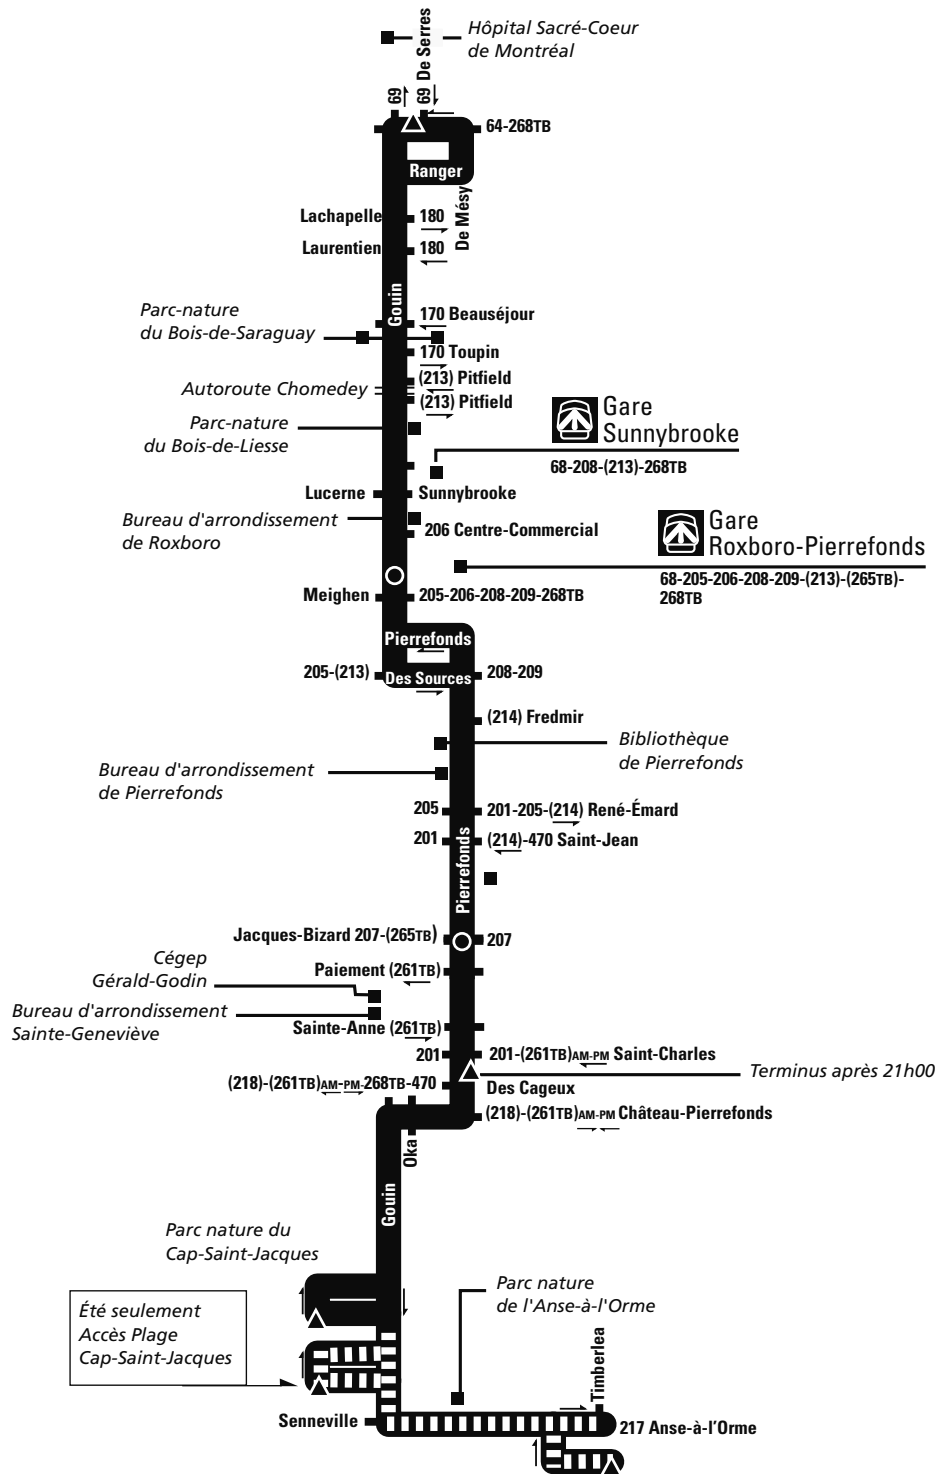 Hôpital Sacré-Coeur
de Montréal
De Serres
69
69
64-268TB
Ranger
De Mésy
Lachapelle
180
Laurentien
180
Gouin
Parc-nature
du Bois-de-Saraguay
170 Beauséjour
170 Toupin
Autoroute Chomedey
(213) Pitfield
(213) Pitfield
Parc-nature
du Bois-de-Liesse
Gare
Sunnybrooke
68-208-(213)-268TB
Lucerne
Sunnybrooke
Bureau d'arrondissement
de Roxboro
206 Centre-Commercial
Gare
Roxboro-Pierrefonds
68-205-206-208-209-(213)-(265TB)-
268TB
Meighen
205-206-208-209-268TB
Pierrefonds
205-(213)
Des Sources
208-209
(214) Fredmir
Bibliothèque
de Pierrefonds
Bureau d'arrondissement
de Pierrefonds
205
201-205-(214) René-Émard
201
(214)-470 Saint-Jean
Pierrefonds
Jacques-Bizard 207-(265TB)
207
Cégep
Gérald-Godin
Paiement (261TB)
Bureau d'arrondissement
Sainte-Geneviève
Sainte-Anne (261TB)
201
201-(261TB)AM-PM Saint-Charles
Terminus après 21h00
(218)-(261TB)AM-PM-268TB-470
Des Cageux
(218)-(261TB)AM-PM Château-Pierrefonds
Oka
Gouin
Parc nature du
Cap-Saint-Jacques
Parc nature
de l'Anse-à-l'Orme
Été seulement
Accès Plage
Cap-Saint-Jacques
Timberlea
Senneville
217 Anse-à-l'Orme